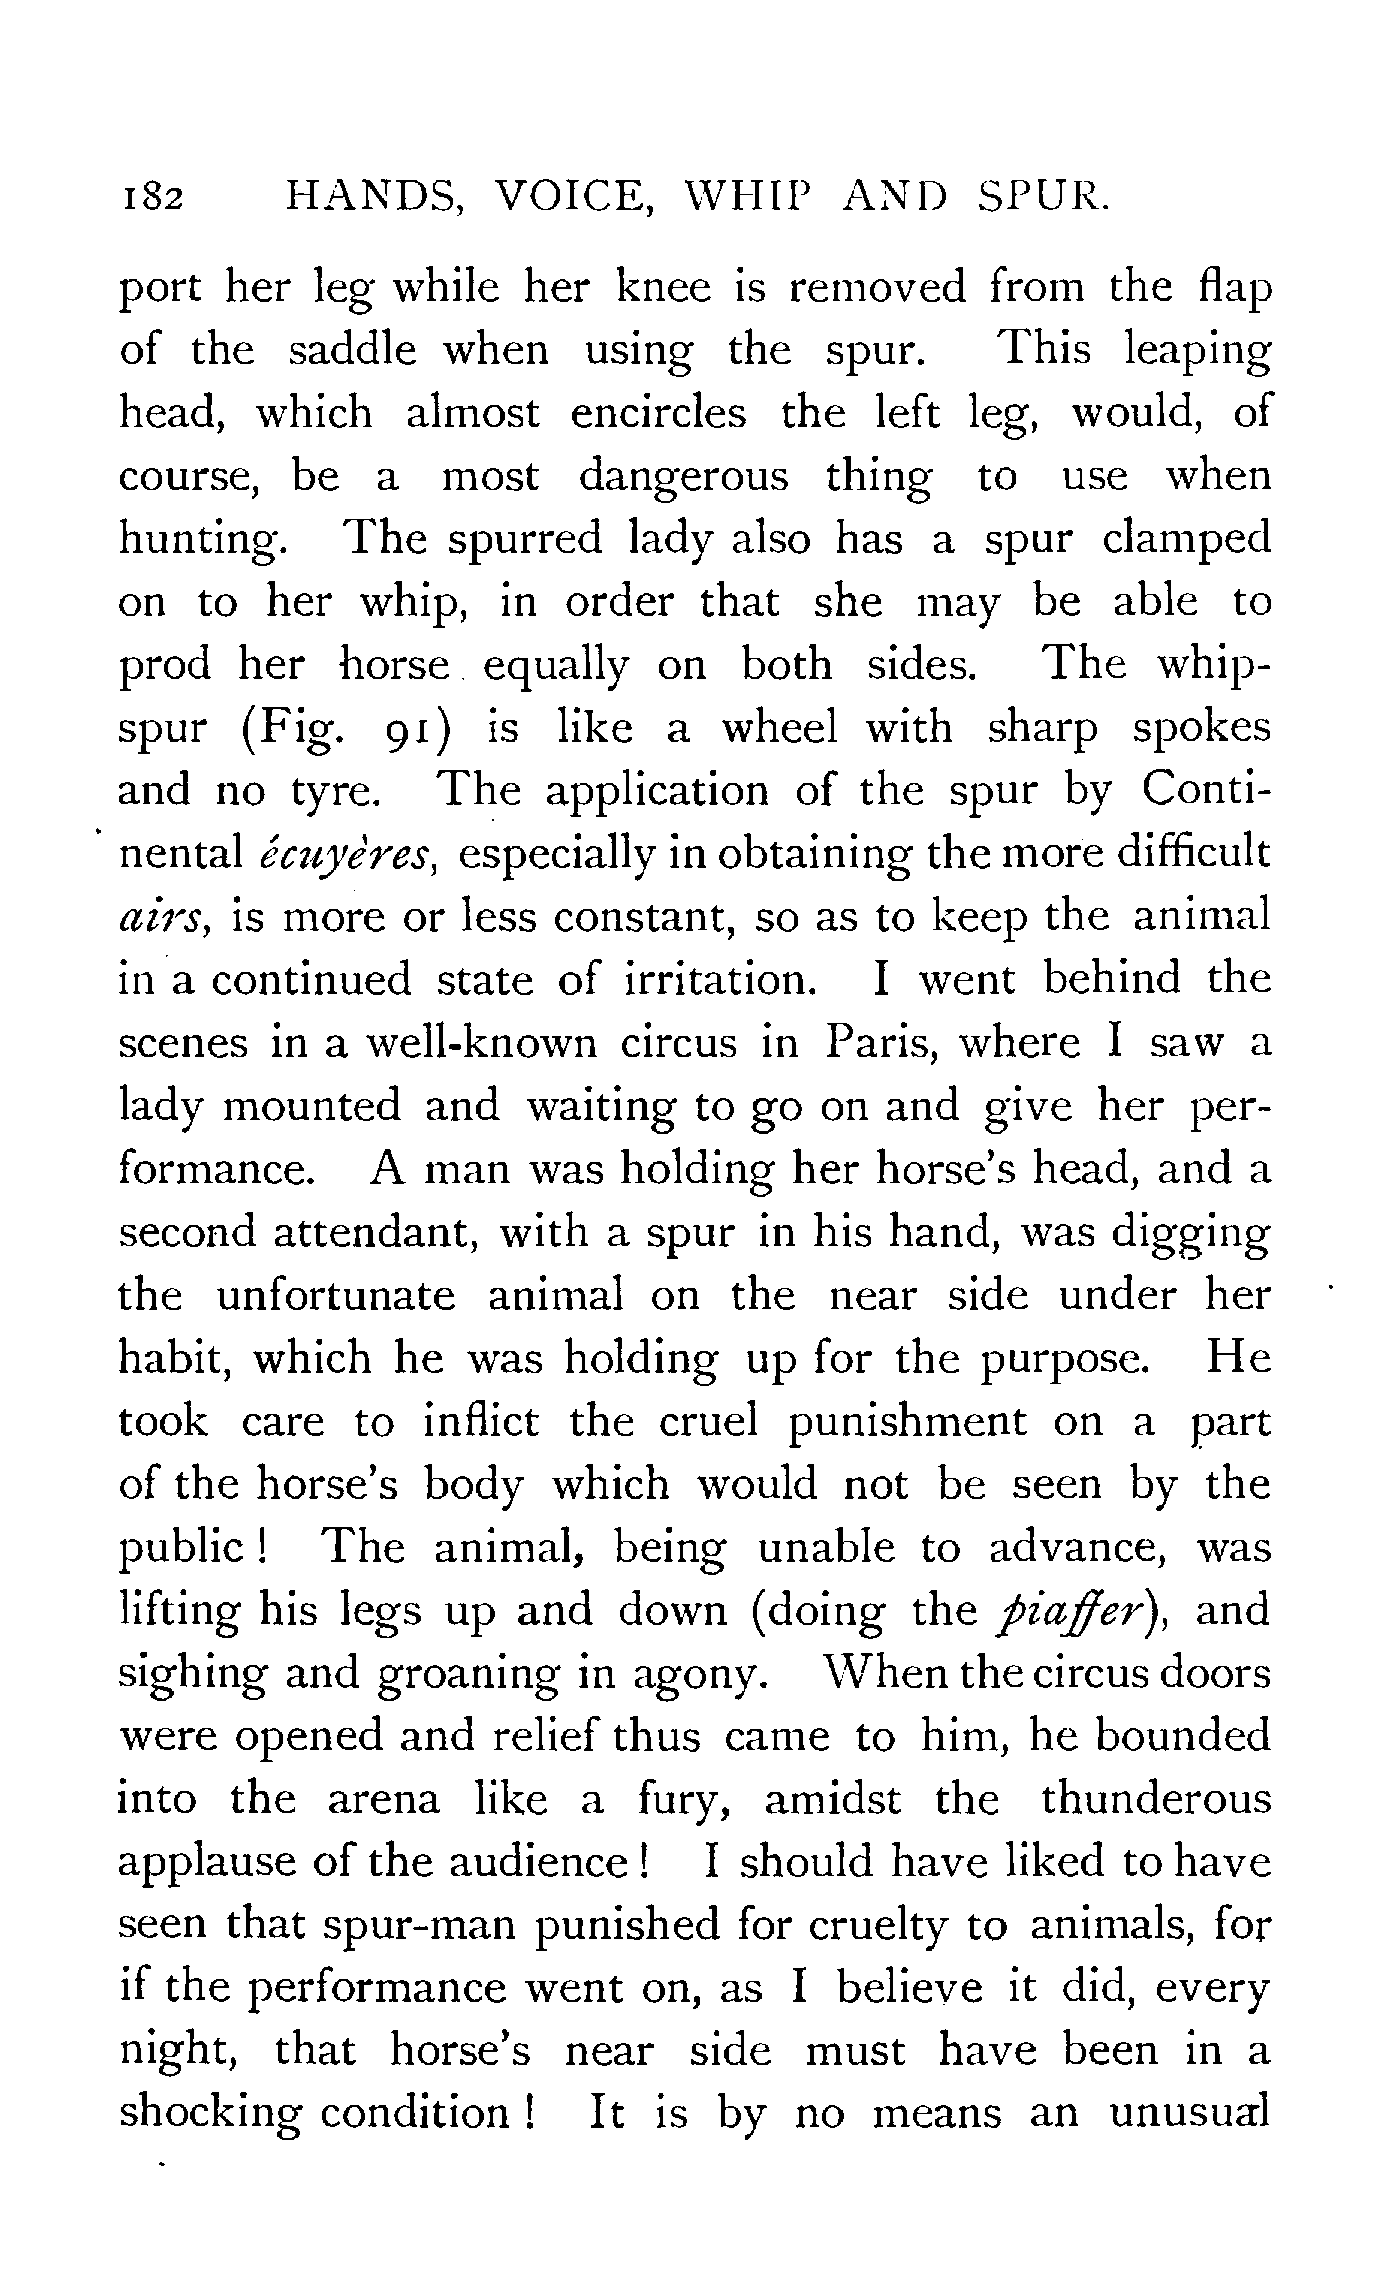 182 HANDS, VOICE, WHIP AND SPUR.
port her leg while her knee is removed from the flap
of the saddle when using the spur. This leaping
head, which almost encircles the left leg, would, of
course, be a most dangerous thing to use when
hunting. The spurred lady also has a spur clamped
on to her whip, in order that she may be able to
prod her horse equally on both sides. The whip-
spur (Fig. 91) is like a wheel with sharp spokes
and no tyre. The application of the spur by Conti-
nental écuyères, especially in obtaining the more difficult
airs, is more or less constant, so as to keep the animal
in a continued state of irritation. I went behind the
scenes in a well-known circus in Paris, where I saw a
lady mounted and waiting to go on and give her per-
formance. A man was holding her horse's head, and a
second attendant, with a spur in his hand, was digging
the unfortunate animal on the near side under her
habit, which he was holding up for the purpose. He
took care to inflict the cruel punishment on a part
of the horse's body which would not be seen by the
public ! The animal, being unable to advance, was
lifting his legs up and down (doing the piaffer), and
sighing and groaning in agony. When the circus doors
were opened and relief thus came to him, he bounded
into the arena like a fury, amidst the thunderous
applause of the audience ! I should have liked to have
seen that spur-man punished for cruelty to animals, for
if the performance went on, as I believe it did, every
night, that horse's near side must have been in a
shocking condition ! It is by no means an unusual